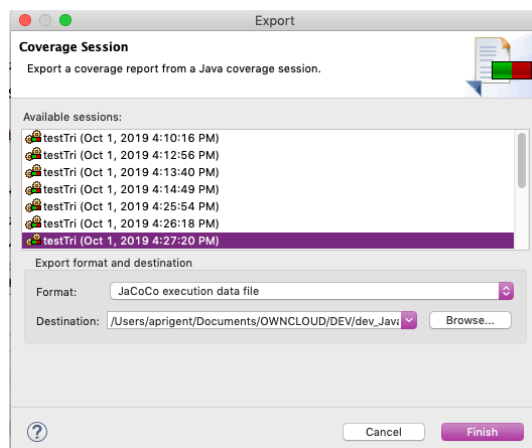 Export
Coverage Session
Export a coverage report from a Java coverage session.
Available sessions:
testTri (Oct 1, 2019 4:10:16 PM)
testTri (Oct 1, 2019 4:12:56 PM)
testTri (Oct 1, 2019 4:13:40 PM)
testTri (Oct 1, 2019 4:14:49 PM)
testTri (Oct 1, 2019 4:25:54 PM)
testTri (Oct 1, 2019 4:26:18 PM)
testTri (Oct 1, 2019 4:27:20 PM)
Export format and destination
Format: JaCoCo execution data file
Destination: /Users/aprigent/Documents/OWNCLOUD/DEV/dev_Java Browse...
? Cancel Finish